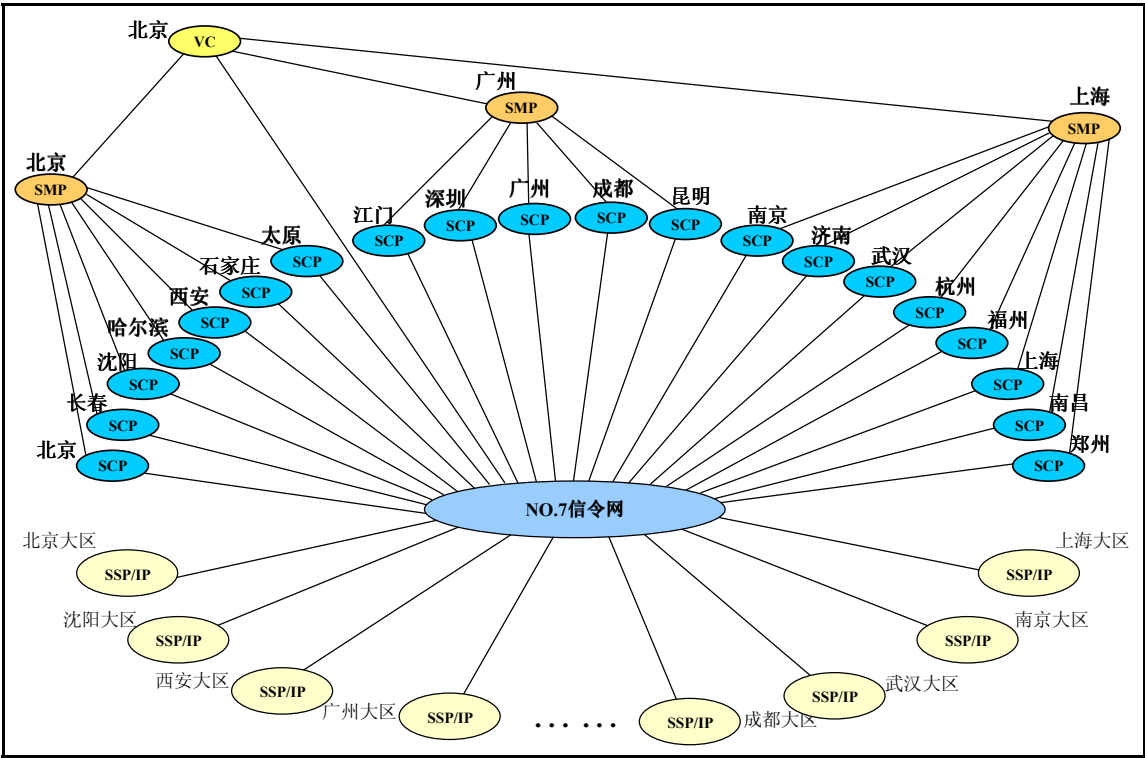 北京
VC
广州
SMP
上海
SMP
北京
SMP
江门
SCP
深圳
SCP
广州
SCP
成都
SCP
昆明
SCP
南京
SCP
济南
SCP
武汉
SCP
杭州
SCP
福州
SCP
上海
SCP
南昌
SCP
郑州
SCP
太原
SCP
石家庄
SCP
西安
SCP
哈尔滨
SCP
沈阳
SCP
长春
SCP
北京
SCP
NO.7信令网
北京大区
SSP/IP
沈阳大区
SSP/IP
西安大区
SSP/IP
广州大区
SSP/IP
… …
SSP/IP
成都大区
SSP/IP
武汉大区
SSP/IP
南京大区
SSP/IP
上海大区